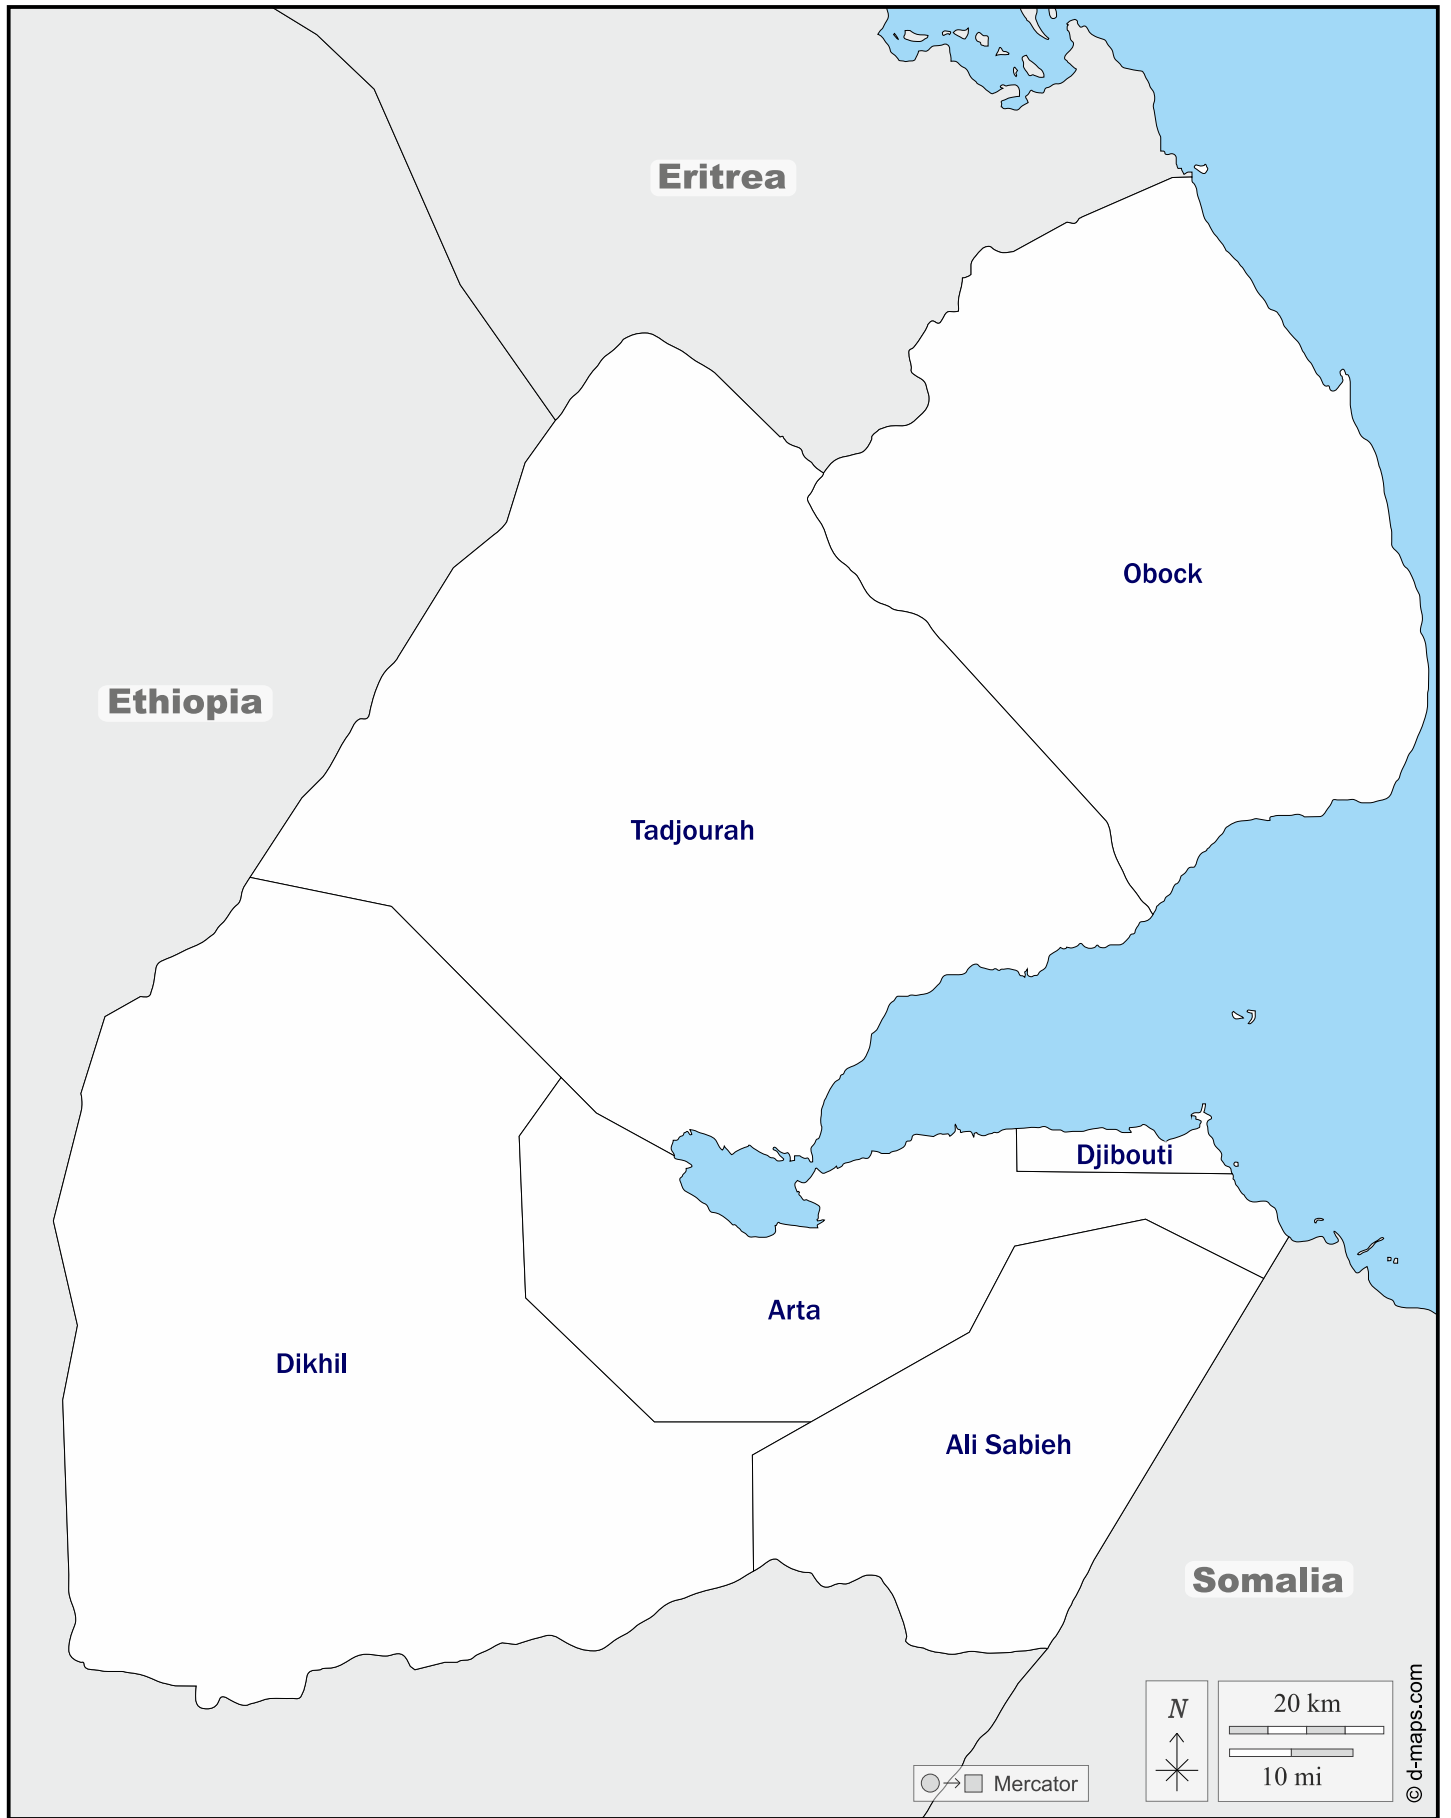 Eritrea
Obock
Ethiopia
Tadjourah
Djibouti
Arta
Dikhil
Ali Sabieh
Somalia
N
20 km
10 mi
Mercator
© d-maps.com